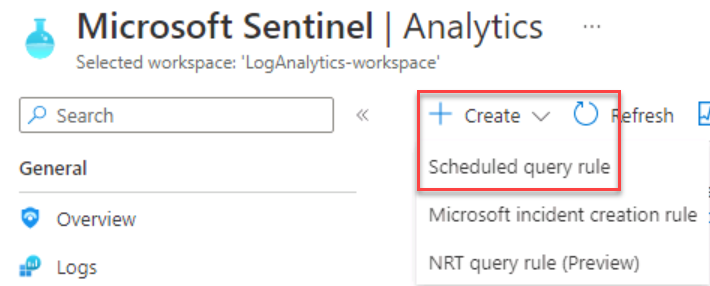 Microsoft Sentinel | Analytics ...
Selected workspace: 'LogAnalytics-workspace'
Search
«
+ Create Refresh
General
Scheduled query rule
Overview
Microsoft incident creation rule
Logs
NRT query rule (Preview)